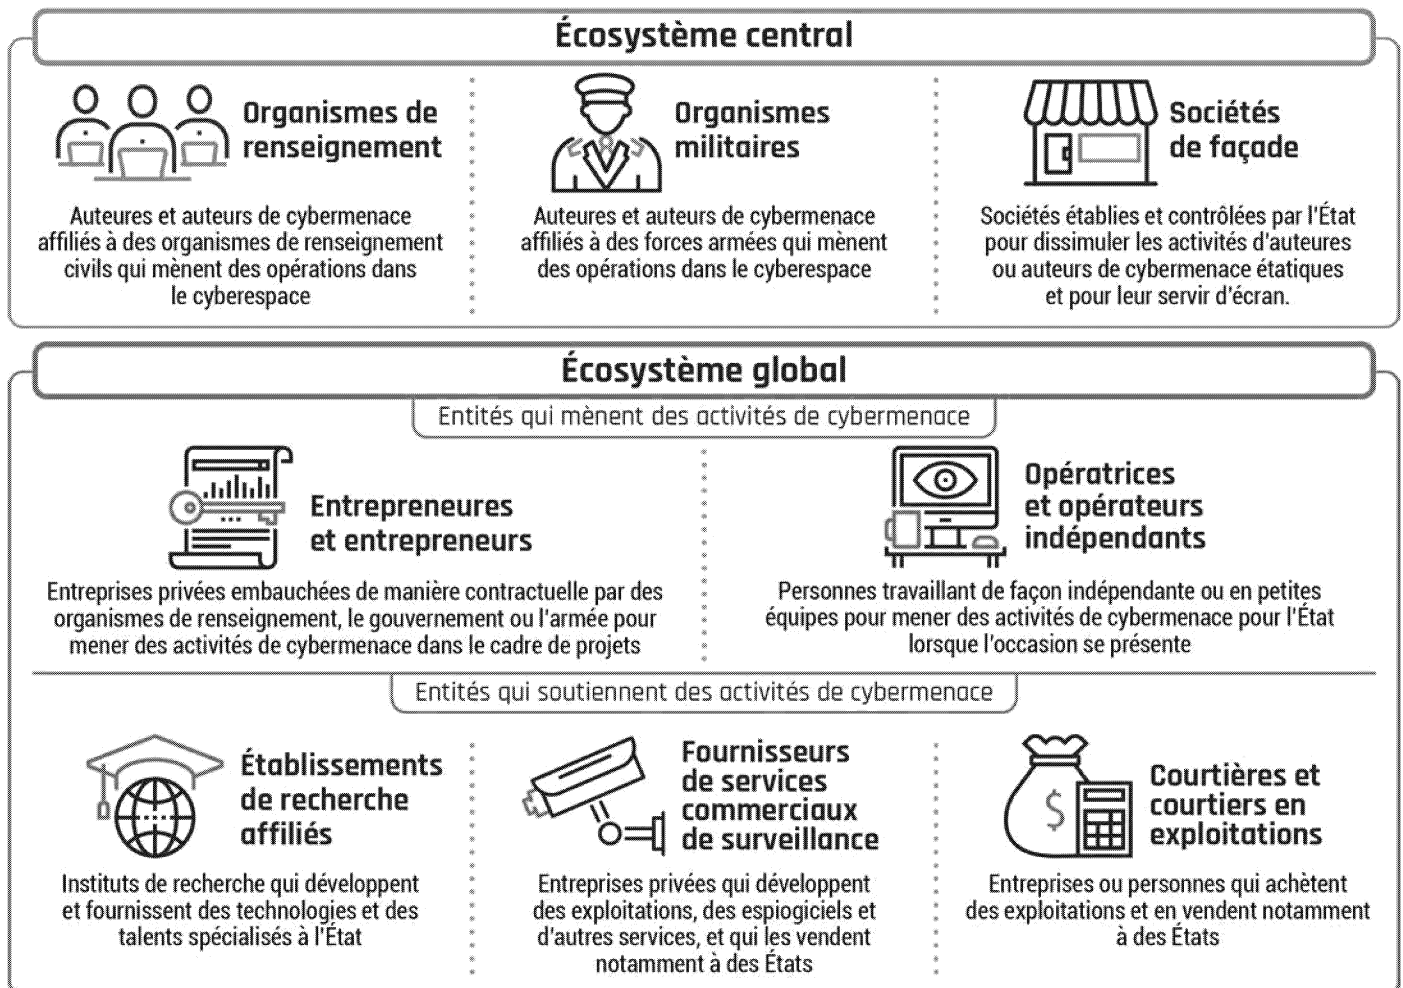 Écosystème central
Organismes de
renseignement
Auteures et auteurs de cybermenace
affiliés à des organismes de renseignement
civils qui mènent des opérations dans
le cyberespace
Organismes
militaires
Auteures et auteurs de cybermenace
affiliés à des forces armées qui mènent
des opérations dans le cyberespace
Sociétés
de façade
Sociétés établies et contrôlées par l'État
pour dissimuler les activités d'auteures
ou auteurs de cybermenace étatiques
et pour leur servir d'écran.
Écosystème global
Entités qui mènent des activités de cybermenace
Entrepreneures
et entrepreneurs
Entreprises privées embauchées de manière contractuelle par des
organismes de renseignement, le gouvernement ou l'armée pour
mener des activités de cybermenace dans le cadre de projets
Opératrices
et opérateurs
indépendants
Personnes travaillant de façon indépendante ou en petites
équipes pour mener des activités de cybermenace pour l'État
lorsque l'occasion se présente
Entités qui soutiennent des activités de cybermenace
Établissements
de recherche
affiliés
Instituts de recherche qui développent
et fournissent des technologies et des
talents spécialisés à l'État
Fournisseurs
de services
commerciaux
de surveillance
Entreprises privées qui développent
des exploitations, des espiogiciels et
d'autres services, et qui les vendent
notamment à des États
$
Courtières et
courtiers en
exploitations
Entreprises ou personnes qui achètent
des exploitations et en vendent notamment
à des États